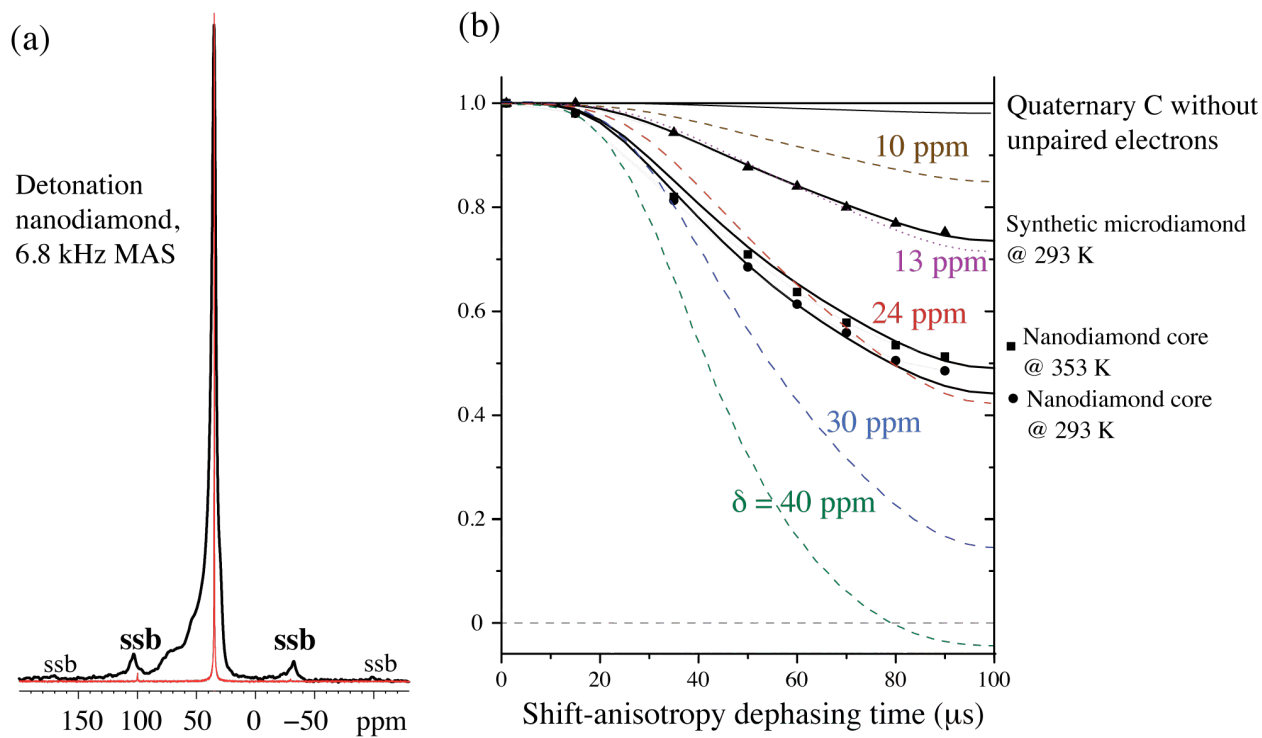 (a)
Detonation
nanodiamond,
6.8 kHz MAS
ssb
ssb
ssb
ssb
150
100
50
0
−50
ppm
(b)
1.0
0.8
0.6
0.4
0.2
0
0
20
40
60
80
100
Shift-anisotropy dephasing time (μs)
10 ppm
13 ppm
24 ppm
30 ppm
δ = 40 ppm
Quaternary C without
unpaired electrons
Synthetic microdiamond
@ 293 K
Nanodiamond core
@ 353 K
Nanodiamond core
@ 293 K